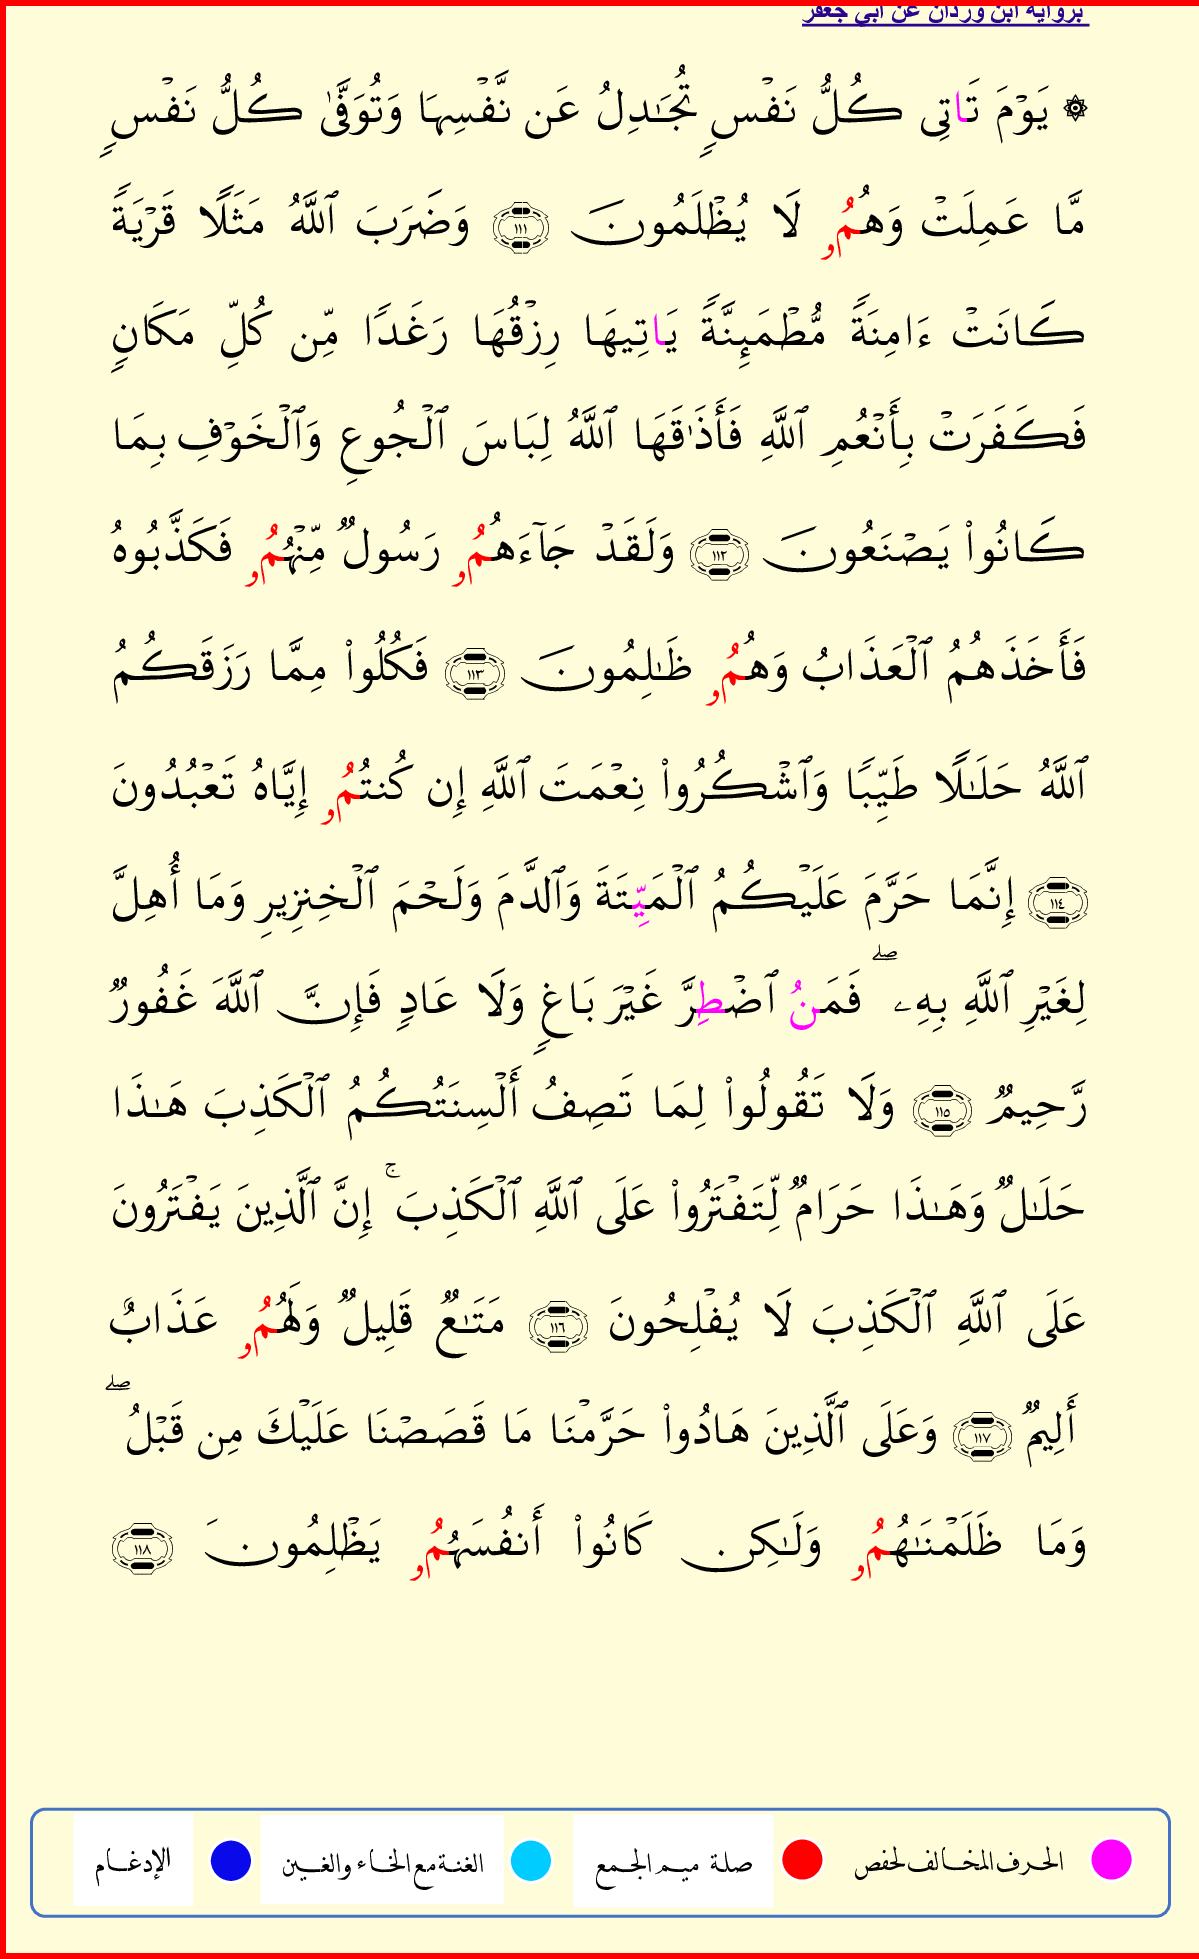 برواية ابن وردان عن أبي جعفر
۞ يَوۡمَ تَاتِي كُلُّ نَفۡسٖ تُجَٰدِلُ عَن نَّفۡسِهَا وَتُوَفَّىٰ كُلُّ نَفۡسٖ
مَّا عَمِلَتۡ وَهُمُۥ لَا يُظۡلَمُونَ ١١١ وَضَرَبَ ٱللَّهُ مَثَلٗا قَرۡيَةٗ
كَانَتۡ ءَامِنَةٗ مُّطۡمَئِنَّةٗ يَاتِيهَا رِزۡقُهَا رَغَدٗا مِّن كُلِّ مَكَانٖ
فَكَفَرَتۡ بِأَنۡعُمِ ٱللَّهِ فَأَذَٰقَهَا ٱللَّهُ لِبَاسَ ٱلۡجُوعِ وَٱلۡخَوۡفِ بِمَا
كَانُواْ يَصۡنَعُونَ ١١٢ وَلَقَدۡ جَآءَهُمُۥ رَسُولٞ مِّنۡهُمُۥ فَكَذَّبُوهُ
فَأَخَذَهُمُ ٱلۡعَذَابُ وَهُمُۥ ظَٰلِمُونَ ١١٣ فَكُلُواْ مِمَّا رَزَقَكُمُ
ٱللَّهُ حَلَٰلٗا طَيِّبٗا وَٱشۡكُرُواْ نِعۡمَتَ ٱللَّهِ إِن كُنتُمُۥ إِيَّاهُ تَعۡبُدُونَ
١١٤ إِنَّمَا حَرَّمَ عَلَيۡكُمُ ٱلۡمَيِّتَةَ وَٱلدَّمَ وَلَحۡمَ ٱلۡخِنزِيرِ وَمَا أُهِلَّ
لِغَيۡرِ ٱللَّهِ بِهِۦۖ فَمَنُ ٱضۡطِرَّ غَيۡرَ بَاغٖ وَلَا عَادٖ فَإِنَّ ٱللَّهَ غَفُورٞ
رَّحِيمٞ ١١٥ وَلَا تَقُولُواْ لِمَا تَصِفُ أَلۡسِنَتُكُمُ ٱلۡكَذِبَ هَٰذَا
حَلَٰلٞ وَهَٰذَا حَرَامٞ لِّتَفۡتَرُواْ عَلَى ٱللَّهِ ٱلۡكَذِبَۚ إِنَّ ٱلَّذِينَ يَفۡتَرُونَ
عَلَى ٱللَّهِ ٱلۡكَذِبَ لَا يُفۡلِحُونَ ١١٦ مَتَٰعٞ قَلِيلٞ وَلَهُمُۥ عَذَابٌ
أَلِيمٞ ١١٧ وَعَلَى ٱلَّذِينَ هَادُواْ حَرَّمۡنَا مَا قَصَصۡنَا عَلَيۡكَ مِن قَبۡلُۖ
وَمَا ظَلَمۡنَٰهُمُۥ وَلَٰكِن كَانُواْ أَنفُسَهُمُۥ يَظۡلِمُونَ ١١٨
الحرف المخالف لحفص صلة ميم الجمع الغنة مع الخاء والغين الإدغام